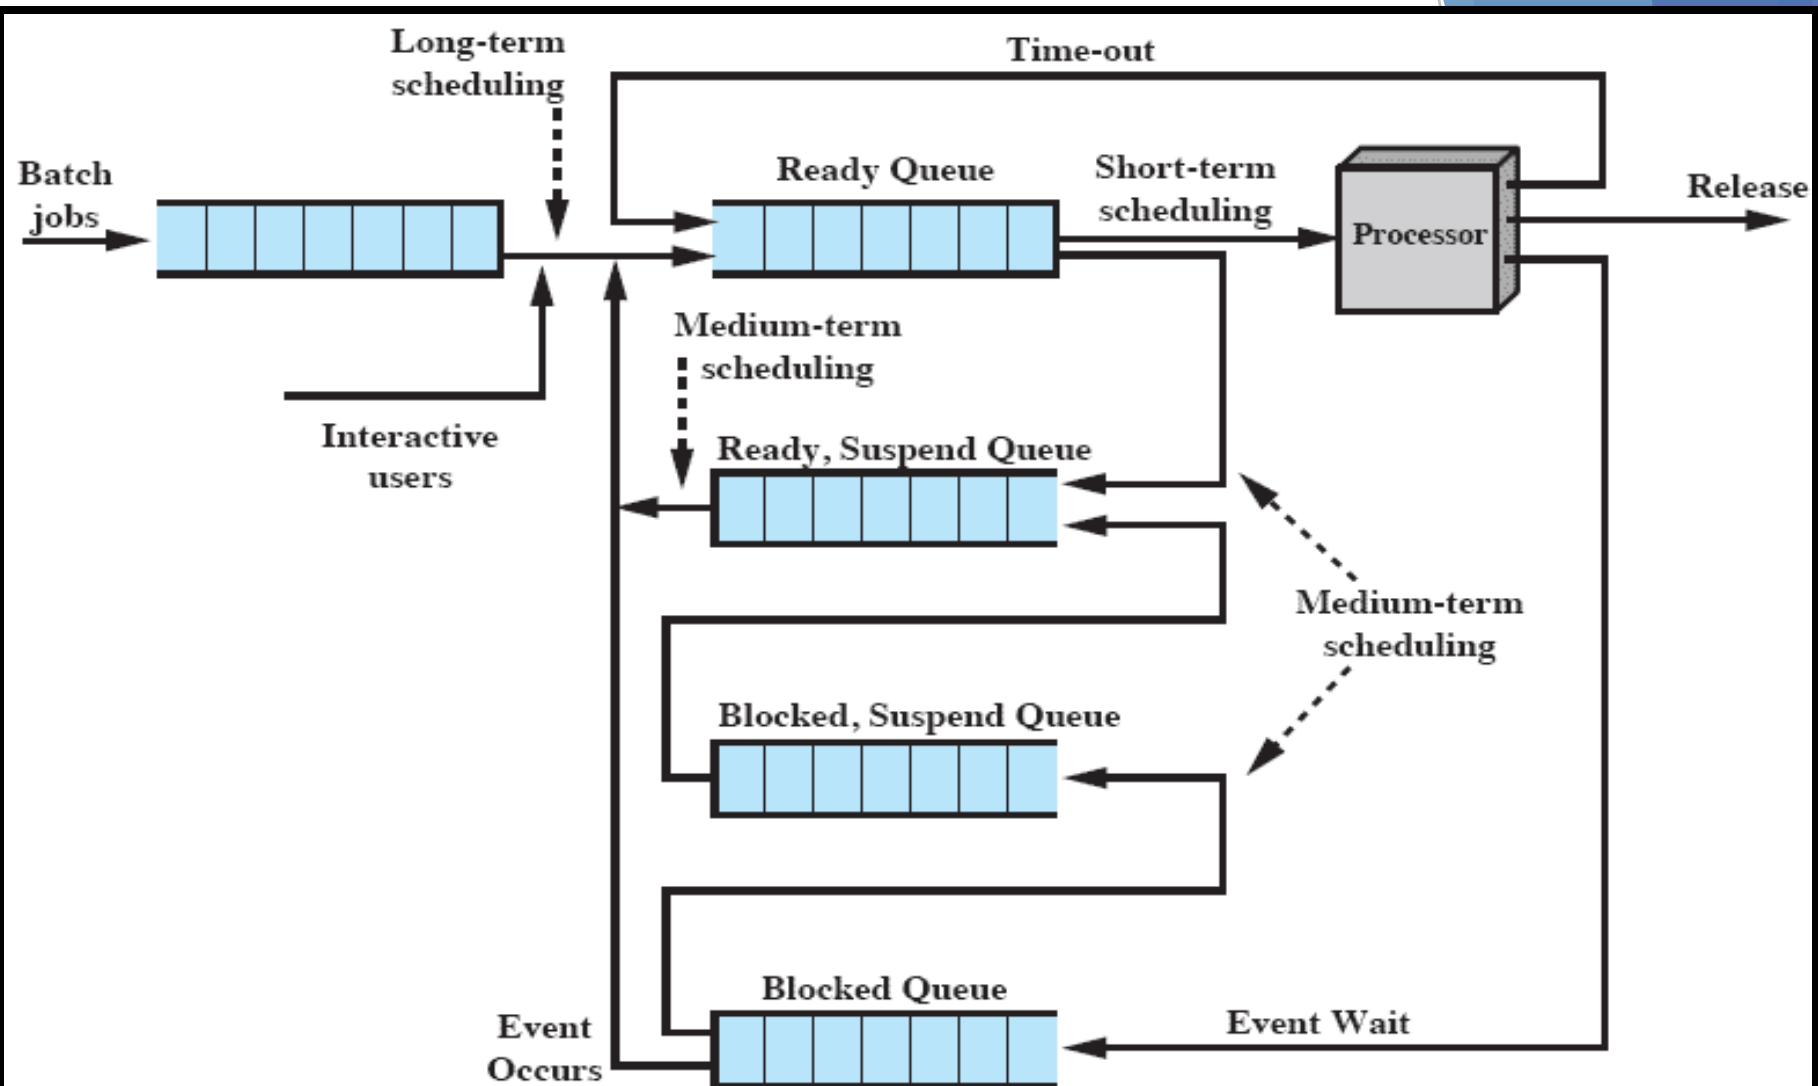 Long-term
scheduling
Time-out
Batch
jobs
Ready Queue
Short-term
scheduling
Processor
Release
Medium-term
scheduling
Interactive
users
Ready, Suspend Queue
Medium-term
scheduling
Blocked, Suspend Queue
Blocked Queue
Event
Occurs
Event Wait